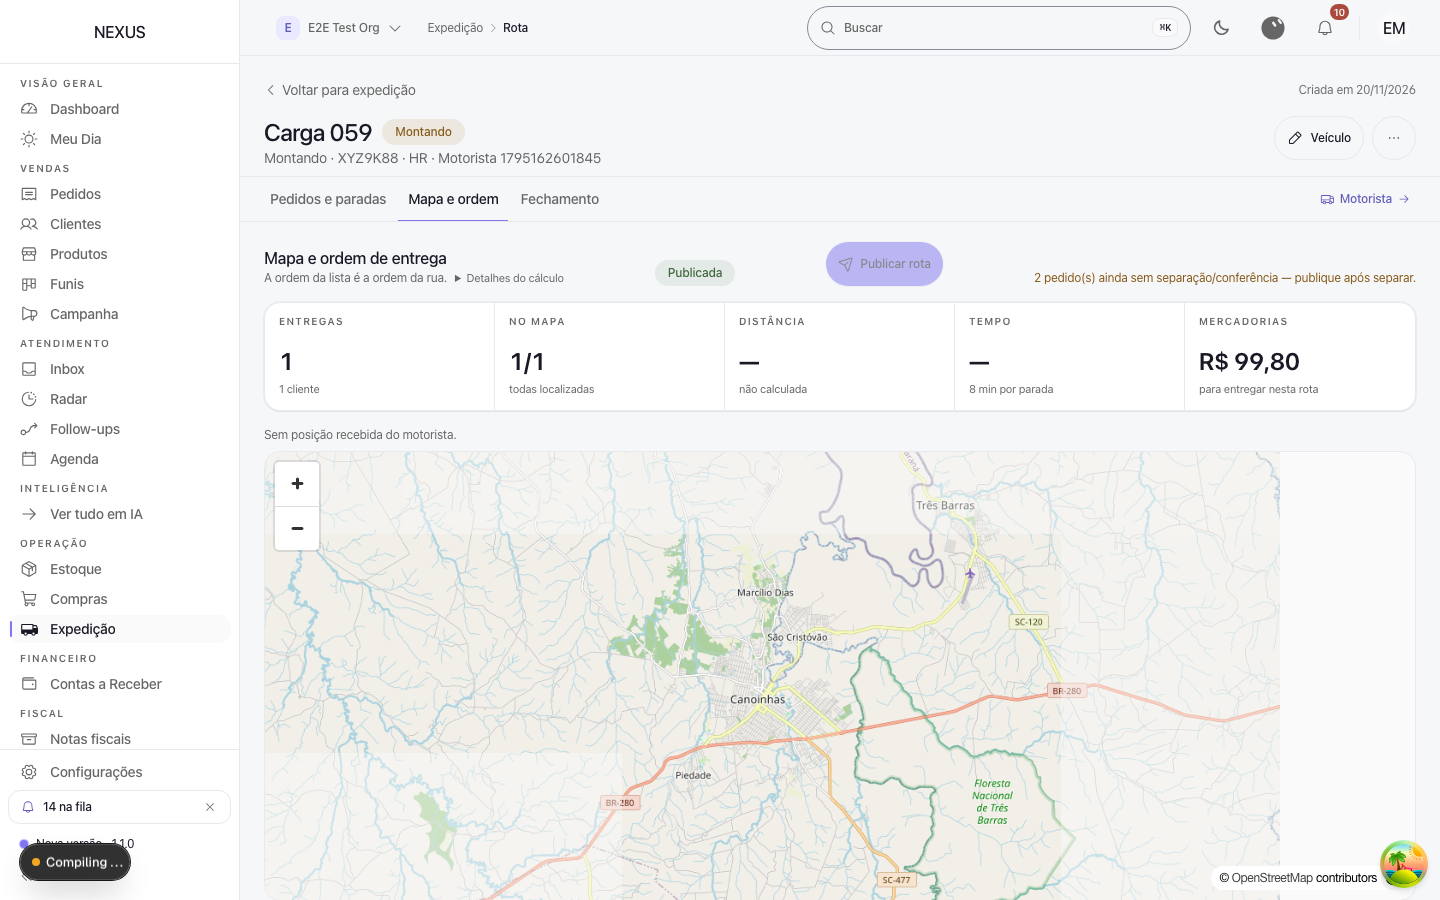 NEXUS
VISÃO GERAL
Dashboard
Meu Dia
VENDAS
Pedidos
Clientes
Produtos
Funis
Campanha
ATENDIMENTO
Inbox
Radar
Follow-ups
Agenda
INTELIGÊNCIA
Ver tudo em IA
OPERAÇÃO
Estoque
Compras
Expedição
FINANCEIRO
Contas a Receber
FISCAL
Notas fiscais
Configurações
14 na fila
Nova versão 1.1.0
Compiling ...
E
E2E Test Org
Expedição > Rota
Buscar
⌘K
10
EM
Voltar para expedição
Criada em 20/11/2026
Carga 059
Montando
Montando · XYZ9K88 · HR · Motorista 1795162601845
Veículo
...
Pedidos e paradas
Mapa e ordem
Fechamento
Motorista →
Mapa e ordem de entrega
A ordem da lista é a ordem da rua.
▶ Detalhes do cálculo
Publicada
Publicar rota
2 pedido(s) ainda sem separação/conferência — publique após separar.
ENTREGAS
1
1 cliente
NO MAPA
1/1
todas localizadas
DISTÂNCIA
—
não calculada
TEMPO
—
8 min por parada
MERCADORIAS
R$ 99,80
para entregar nesta rota
Sem posição recebida do motorista.
+
−
Três Barras
Marcílio Dias
SC-120
São Cristóvão
BR-280
Canoinhas
Piedade
BR-280
Floresta
Nacional
de Três
Barras
SC-477
© OpenStreetMap contributors